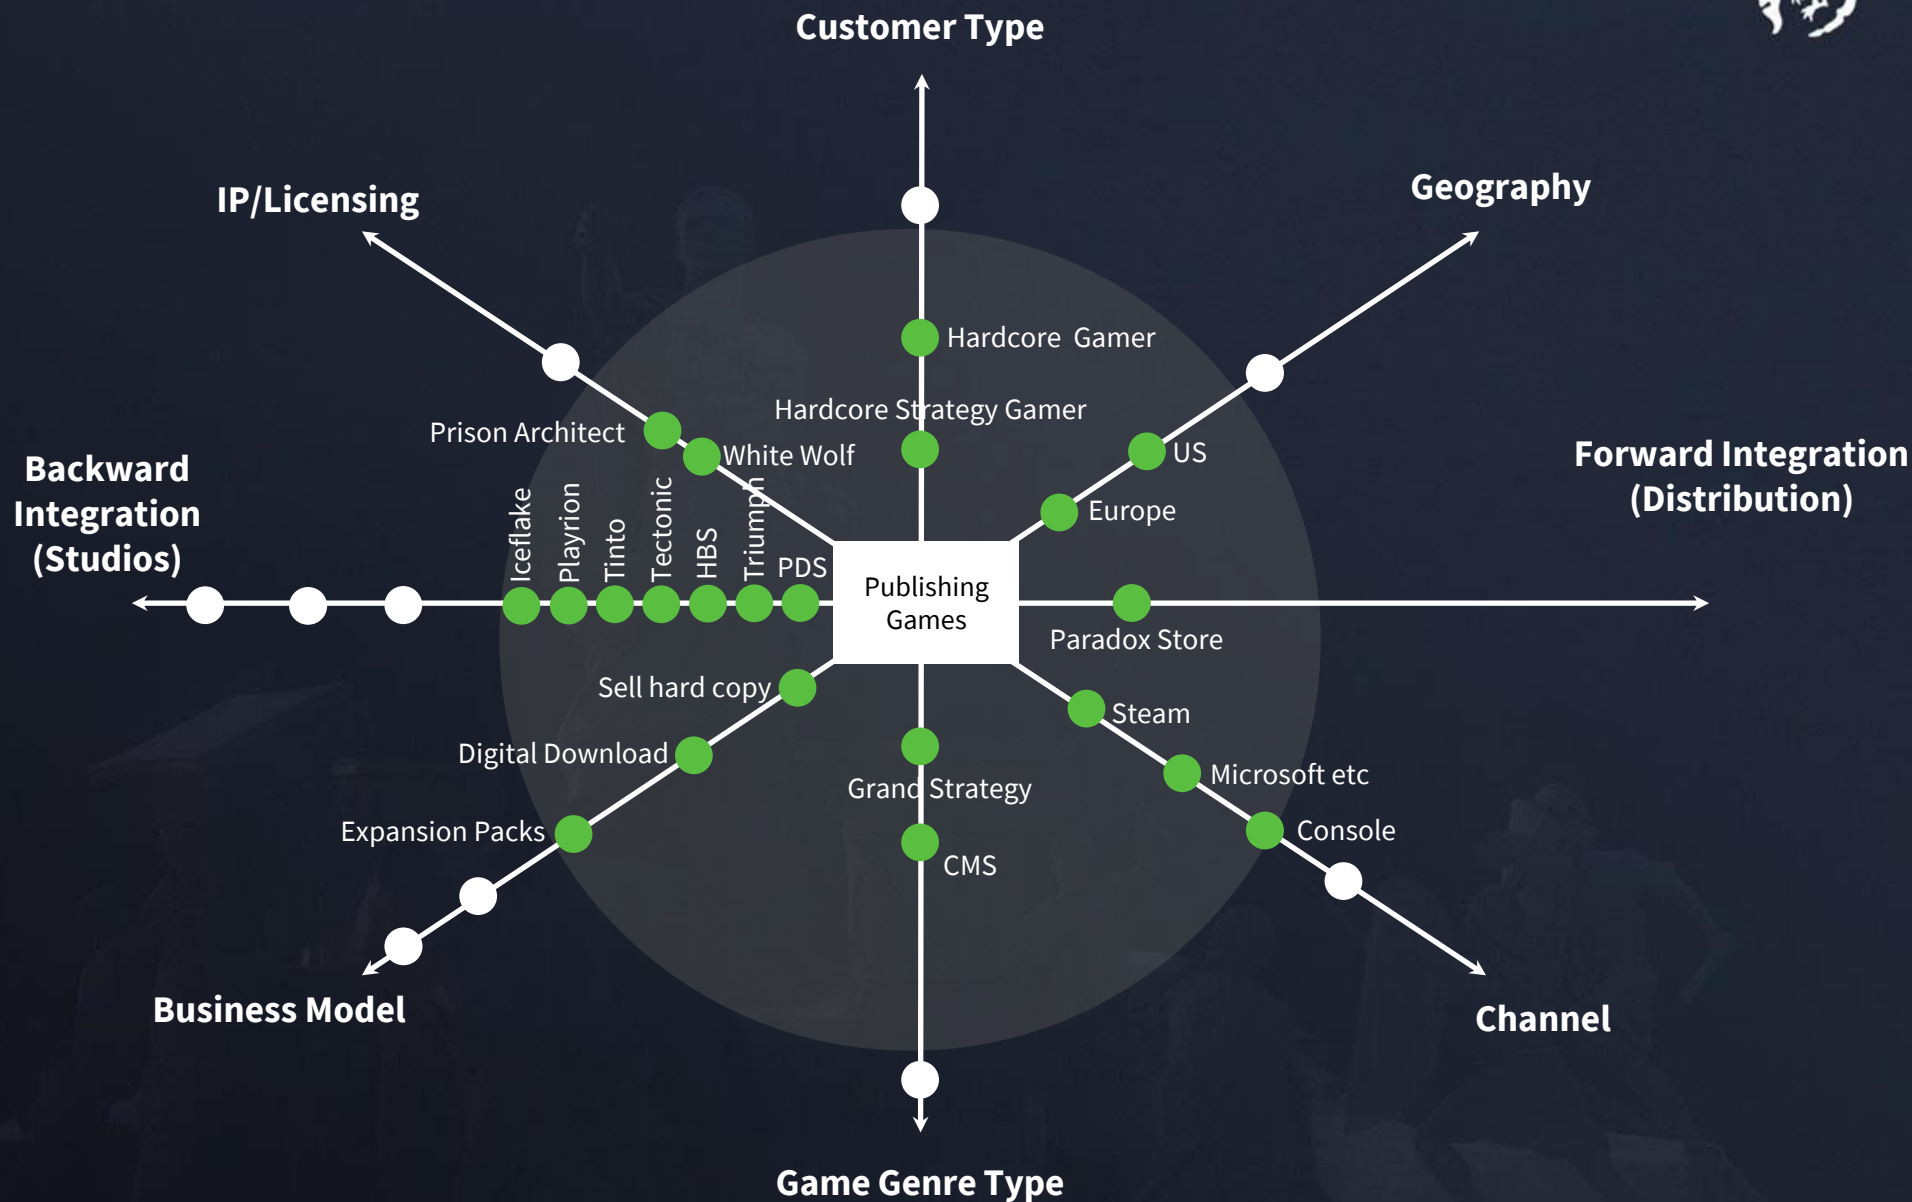 Customer Type
IP/Licensing
Geography
Hardcore  Gamer
Hardcore Strategy Gamer
Prison Architect
White Wolf
US
Europe
Backward
Integration
(Studios)
Forward Integration
(Distribution)
Iceflake
Playrion
Tinto
Tectonic
HBS
Triumph
PDS
Publishing
Games
Paradox Store
Sell hard copy
Steam
Digital Download
Grand Strategy
Microsoft etc
Expansion Packs
CMS
Console
Business Model
Channel
Game Genre Type